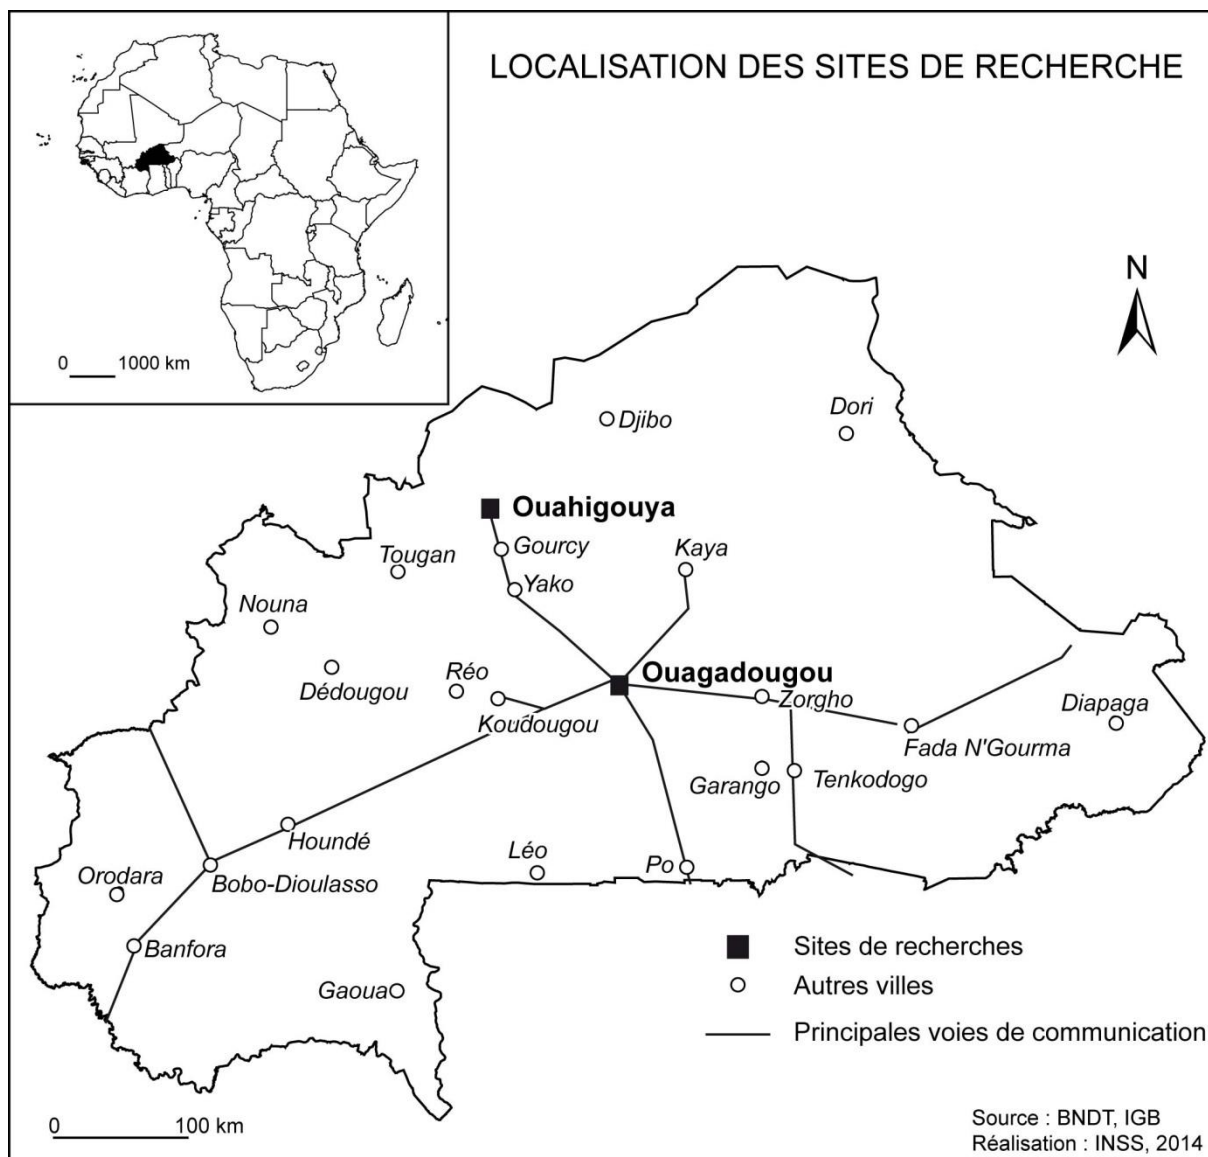 LOCALISATION DES SITES DE RECHERCHE
0 1000 km
N
Djibo
Dori
Ouahigouya
Gourcy
Kaya
Tougan
Yako
Nouna
Ouagadougou
Réo
Dédougou
Zorgho
Koudougou
Diapaga
Fada N'Gourma
Garango
Tenkodogo
Houndé
Léo
Po
Orodara
Bobo-Dioulasso
Banfora
Gaoua
Sites de recherches
Autres villes
Principales voies de communication
0 100 km
Source : BNDT, IGB
Réalisation : INSS, 2014